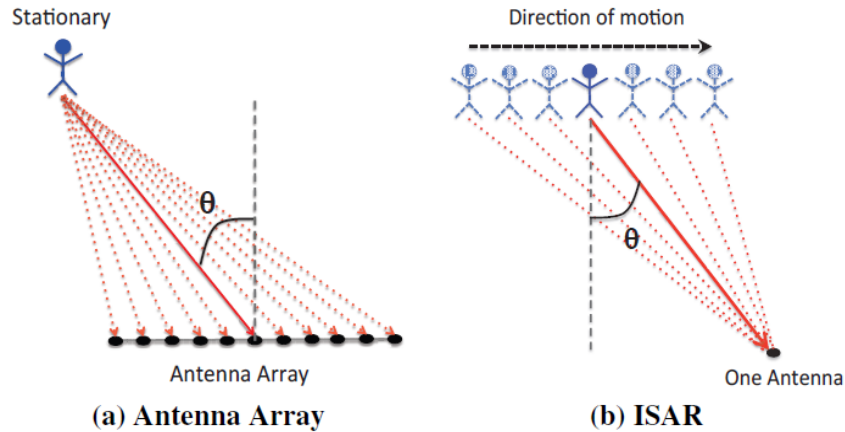 Stationary
θ
Antenna Array
(a) Antenna Array
Direction of motion
θ
One Antenna
(b) ISAR